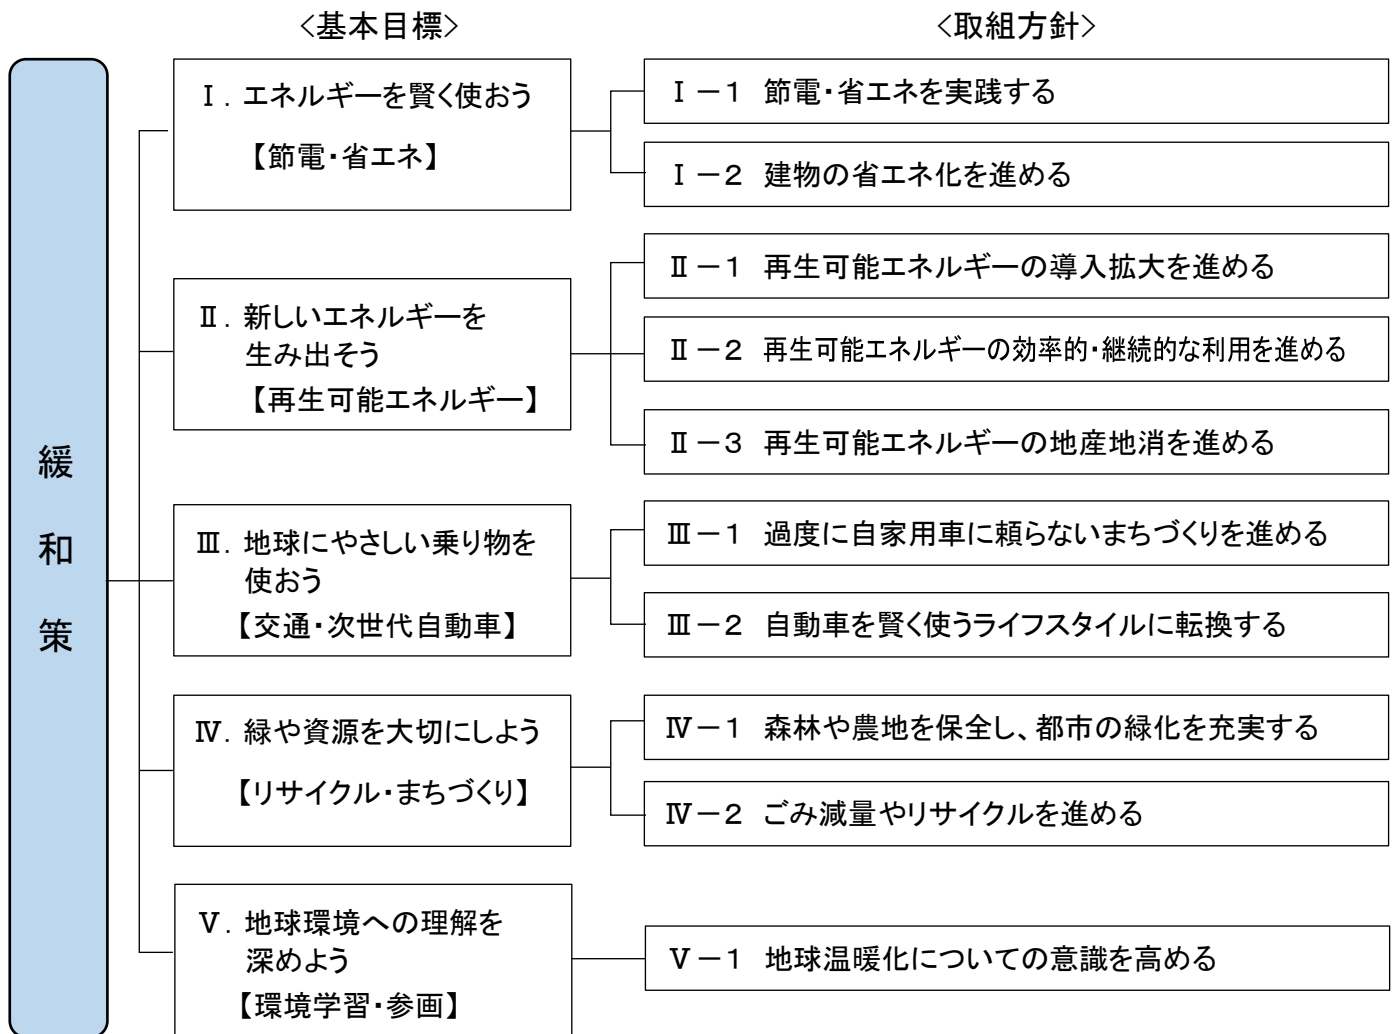 <基本目標>
<取組方針>
緩和策
Ⅰ. エネルギーを賢く使おう
【節電・省エネ】
Ⅰ－1 節電・省エネを実践する
Ⅰ－2 建物の省エネ化を進める
Ⅱ. 新しいエネルギーを
生み出そう
【再生可能エネルギー】
Ⅱ－1 再生可能エネルギーの導入拡大を進める
Ⅱ－2 再生可能エネルギーの効率的・継続的な利用を進める
Ⅱ－3 再生可能エネルギーの地産地消を進める
Ⅲ. 地球にやさしい乗り物を
使おう
【交通・次世代自動車】
Ⅲ－1 過度に自家用車に頼らないまちづくりを進める
Ⅲ－2 自動車を賢く使うライフスタイルに転換する
Ⅳ. 緑や資源を大切にしよう
【リサイクル・まちづくり】
Ⅳ－1 森林や農地を保全し、都市の緑化を充実する
Ⅳ－2 ごみ減量やリサイクルを進める
Ⅴ. 地球環境への理解を
深めよう
【環境学習・参画】
Ⅴ－1 地球温暖化についての意識を高める